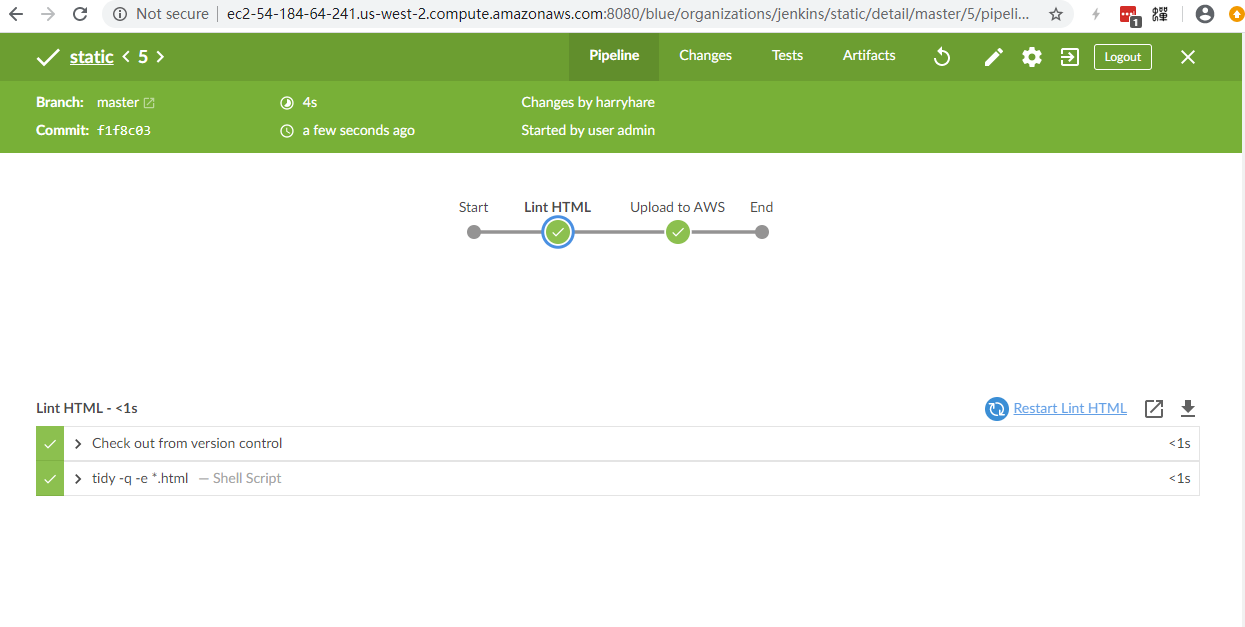 Not secure ec2-54-184-64-241.us-west-2.compute.amazonaws.com:8080/blue/organizations/jenkins/static/detail/master/5/pipeli...
1
static 5 Pipeline Changes Tests Artifacts Logout
Branch: master 4s Changes by harryhare
Commit: f1f8c03 a few seconds ago Started by user admin
Start Lint HTML Upload to AWS End
Lint HTML - <1s Restart Lint HTML
Check out from version control <1s
tidy -q -e *.html — Shell Script <1s